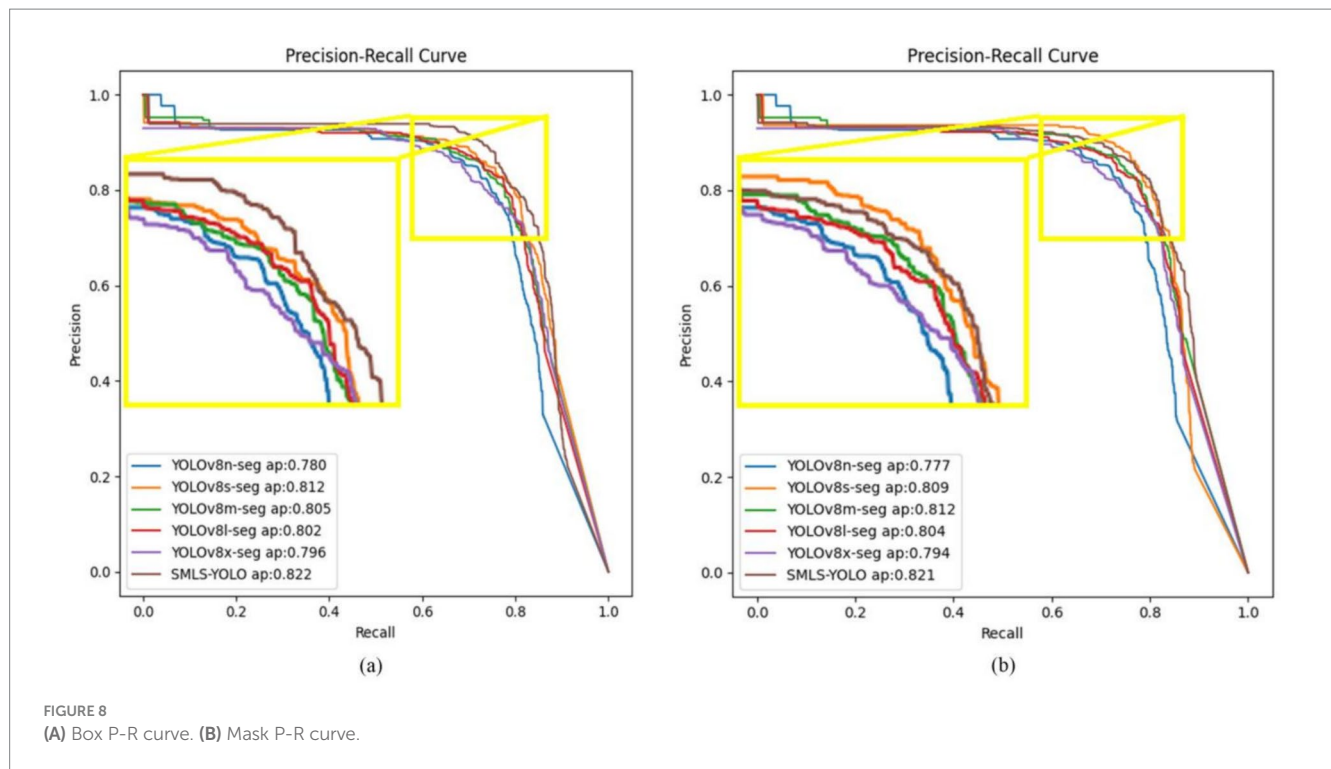 Precision-Recall Curve
1.0
0.8
0.6
0.4
0.2
0.0
Precision
YOLOv8n-seg ap:0.780
YOLOv8s-seg ap:0.812
YOLOv8m-seg ap:0.805
YOLOv8l-seg ap:0.802
YOLOv8x-seg ap:0.796
SMLS-YOLO ap:0.822
0.0 0.2 0.4 0.6 0.8 1.0
Recall
(a)
Precision-Recall Curve
1.0
0.8
0.6
0.4
0.2
0.0
Precision
YOLOv8n-seg ap:0.777
YOLOv8s-seg ap:0.809
YOLOv8m-seg ap:0.812
YOLOv8l-seg ap:0.804
YOLOv8x-seg ap:0.794
SMLS-YOLO ap:0.821
0.0 0.2 0.4 0.6 0.8 1.0
Recall
(b)
FIGURE 8
(A) Box P-R curve. (B) Mask P-R curve.